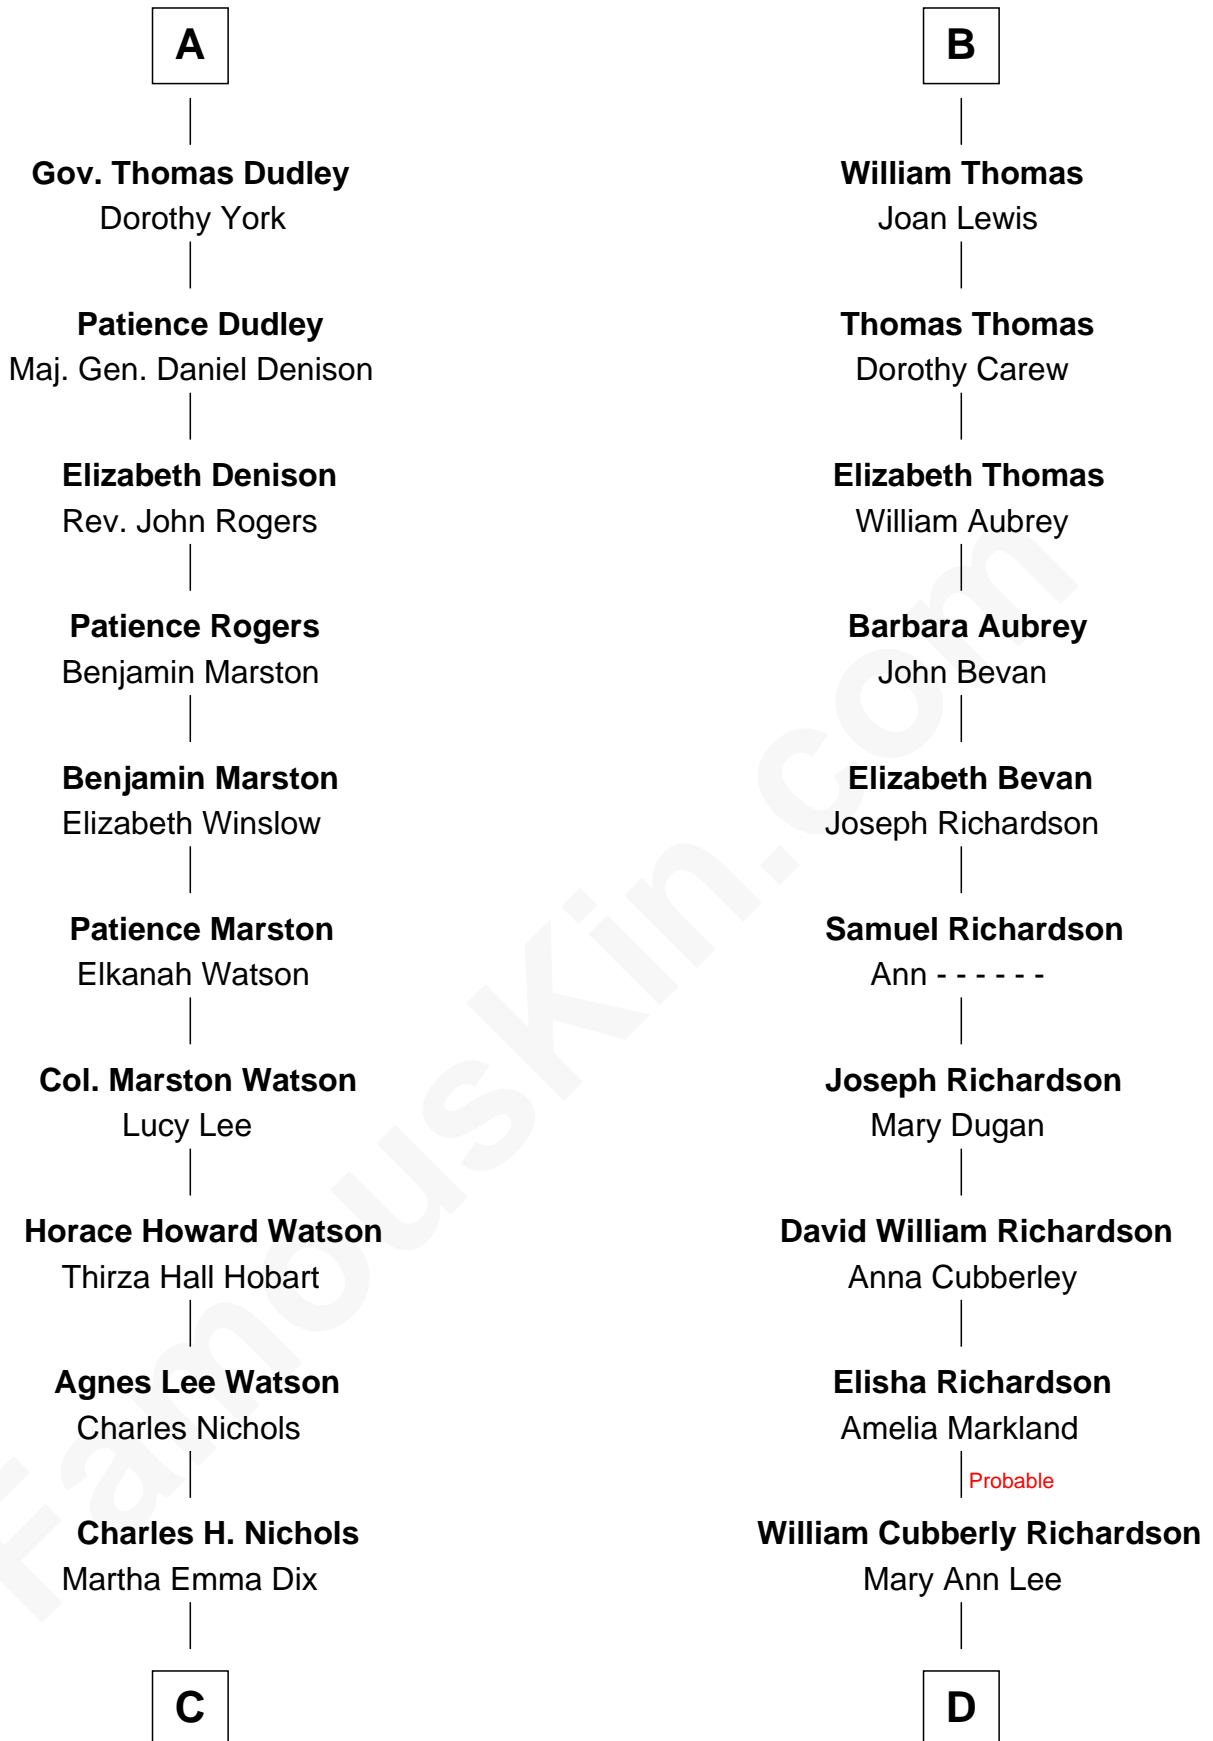 A
Gov. Thomas Dudley
Dorothy York
Patience Dudley
Maj. Gen. Daniel Denison
Elizabeth Denison
Rev. John Rogers
Patience Rogers
Benjamin Marston
Benjamin Marston
Elizabeth Winslow
Patience Marston
Elkanah Watson
Col. Marston Watson
Lucy Lee
Horace Howard Watson
Thirza Hall Hobart
Agnes Lee Watson
Charles Nichols
Charles H. Nichols
Martha Emma Dix
C
B
William Thomas
Joan Lewis
Thomas Thomas
Dorothy Carew
Elizabeth Thomas
William Aubrey
Barbara Aubrey
John Bevan
Elizabeth Bevan
Joseph Richardson
Samuel Richardson
Ann - - - - - -
Joseph Richardson
Mary Dugan
David William Richardson
Anna Cubberley
Elisha Richardson
Amelia Markland
Probable
William Cubberly Richardson
Mary Ann Lee
D
FamousKin.com